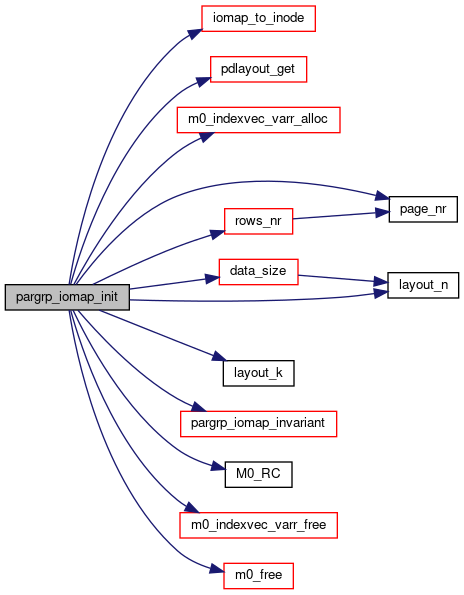 iomap_to_inode
pdlayout_get
m0_indexvec_varr_alloc
page_nr
rows_nr
data_size
layout_n
pargrp_iomap_init
layout_k
pargrp_iomap_invariant
M0_RC
m0_indexvec_varr_free
m0_free